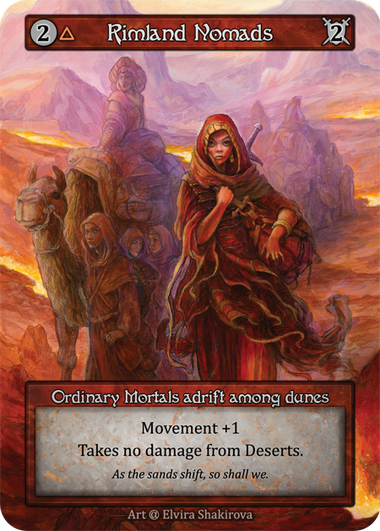 2 Rimland Nomads 2
Ordinary Mortals adrift among dunes
Movement +1
Takes no damage from Deserts.
As the sands shift, so shall we.
Art @ Elvira Shakirova